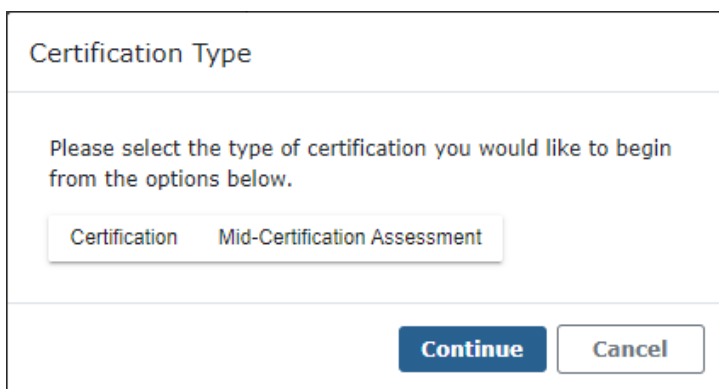 Certification Type
Please select the type of certification you would like to begin
from the options below.
Certification Mid-Certification Assessment
Continue Cancel